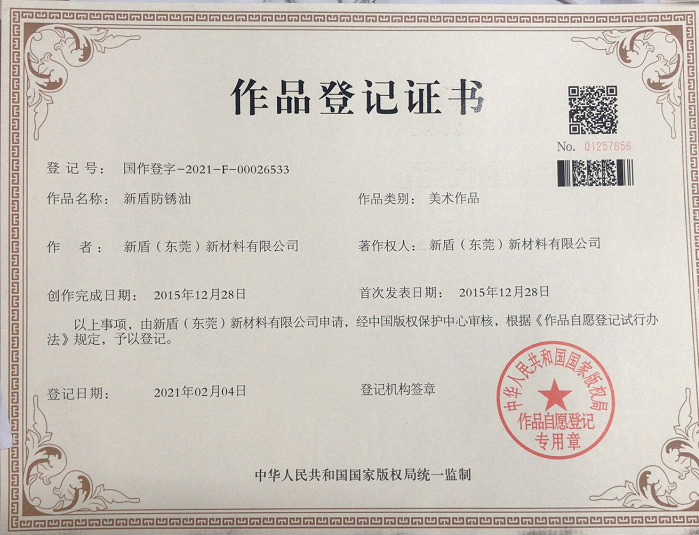 作品登记证书
No. 01257656
登记号： 国作登字-2021-F-00026533
作品名称： 新盾防锈油 作品类别： 美术作品
作者： 新盾（东莞）新材料有限公司 著作权人： 新盾（东莞）新材料有限公司
创作完成日期： 2015年12月28日 首次发表日期： 2015年12月28日
以上事项，由新盾（东莞）新材料有限公司申请，经中国版权保护中心审核，根据《作品自愿登记试行办
法》规定，予以登记。
登记日期： 2021年02月04日 登记机构签章
中华人民共和国国家版权局
作品自愿登记
专用章
中华人民共和国国家版权局统一监制